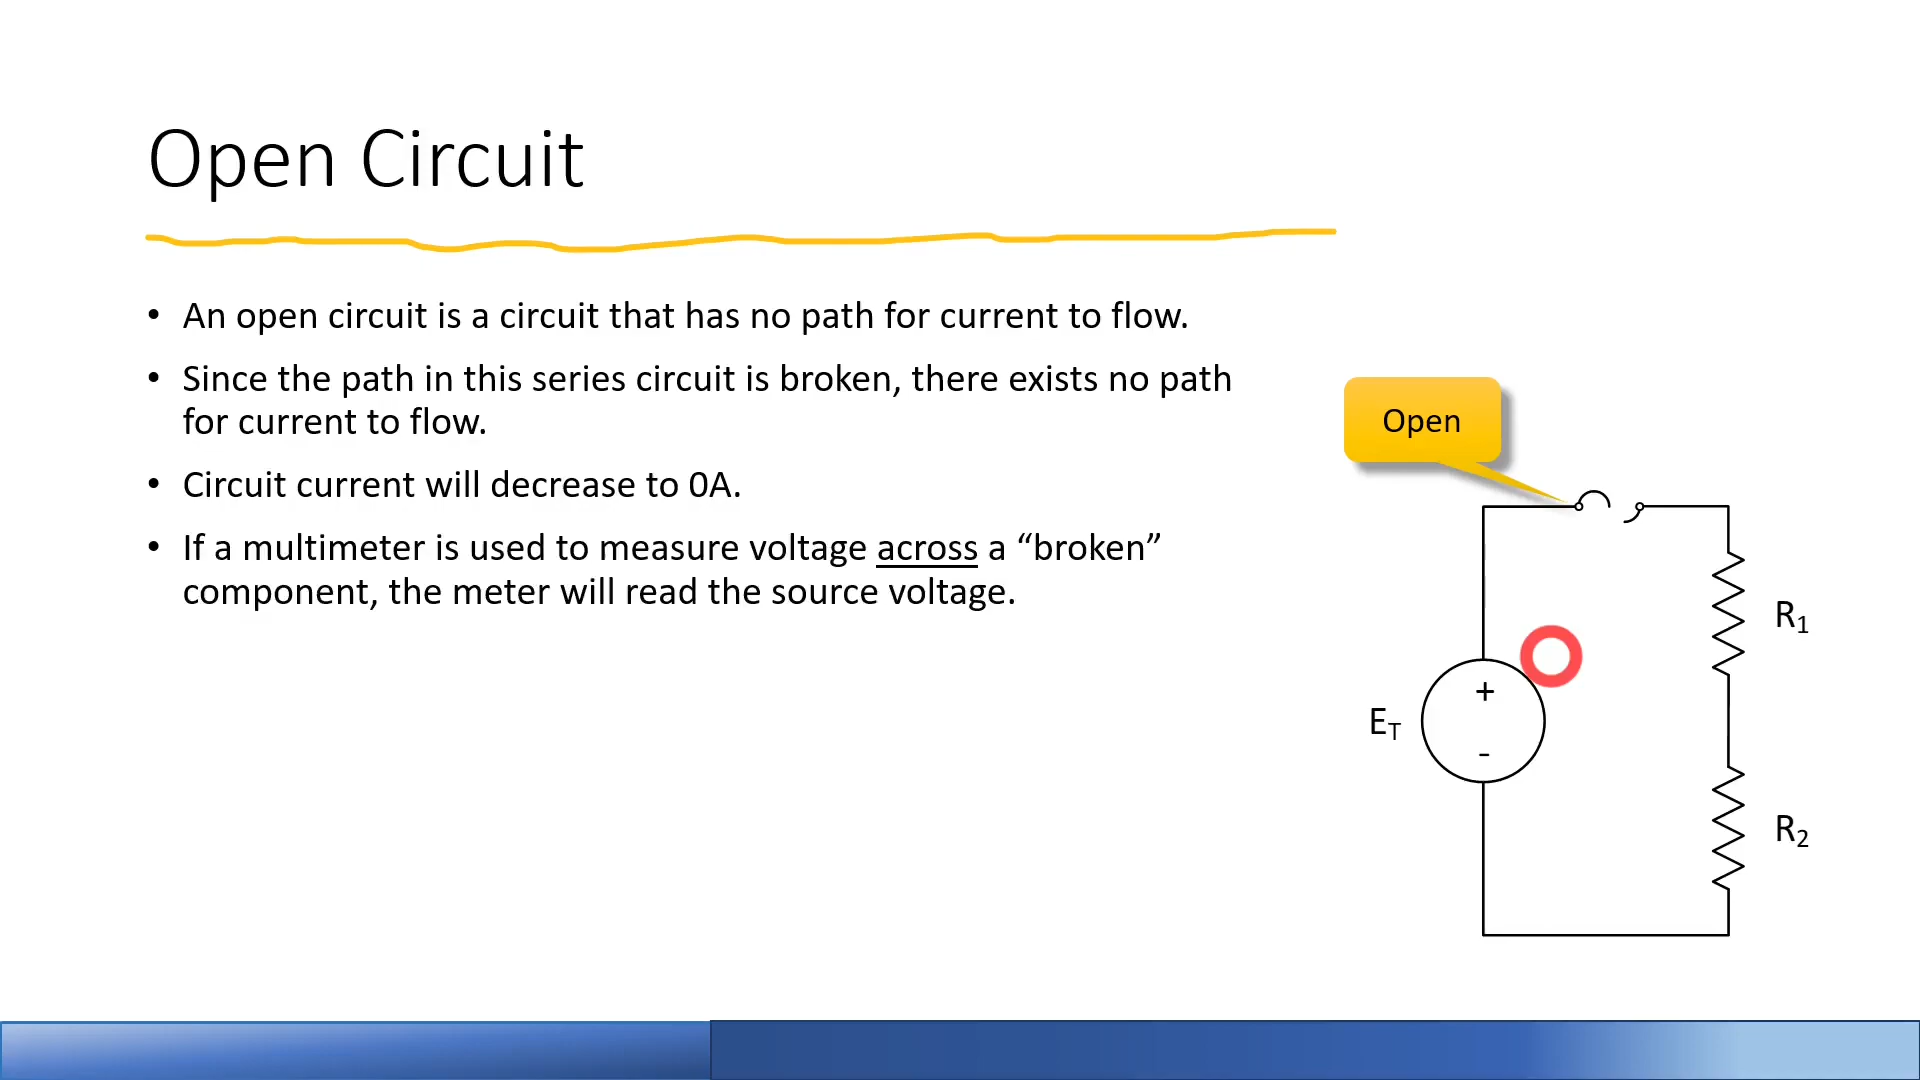 Open Circuit
• An open circuit is a circuit that has no path for current to flow.
• Since the path in this series circuit is broken, there exists no path
for current to flow.
• Circuit current will decrease to 0A.
• If a multimeter is used to measure voltage across a “broken”
component, the meter will read the source voltage.
Open
R₁
+
E_T
-
R₂